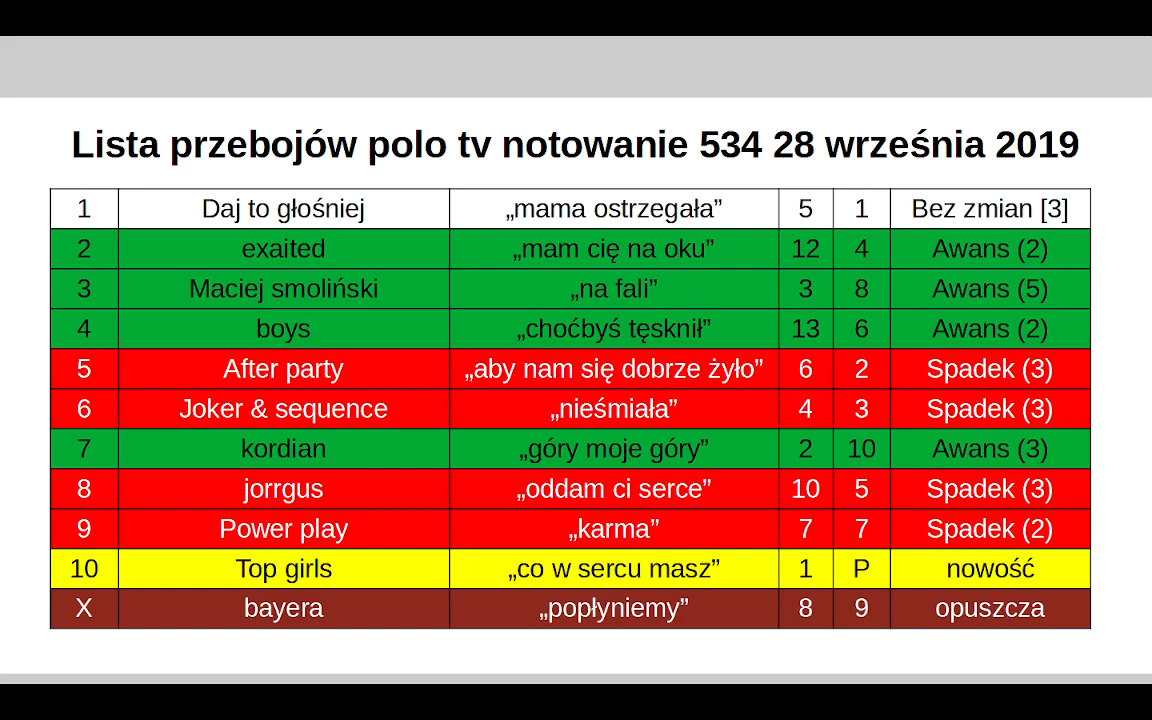 Lista przebojów polo tv notowanie 534 28 września 2019
1 Daj to głośniej „mama ostrzegała” 5 1 Bez zmian [3]
2 exaited „mam cię na oku” 12 4 Awans (2)
3 Maciej smoliński „na fali” 3 8 Awans (5)
4 boys „choćbyś tęsknił” 13 6 Awans (2)
5 After party „aby nam się dobrze żyło” 6 2 Spadek (3)
6 Joker & sequence „nieśmiała” 4 3 Spadek (3)
7 kordian „góry moje góry” 2 10 Awans (3)
8 jorrgus „oddam ci serce” 10 5 Spadek (3)
9 Power play „karma” 7 7 Spadek (2)
10 Top girls „co w sercu masz” 1 P nowość
X bayera „popłyniemy” 8 9 opuszcza